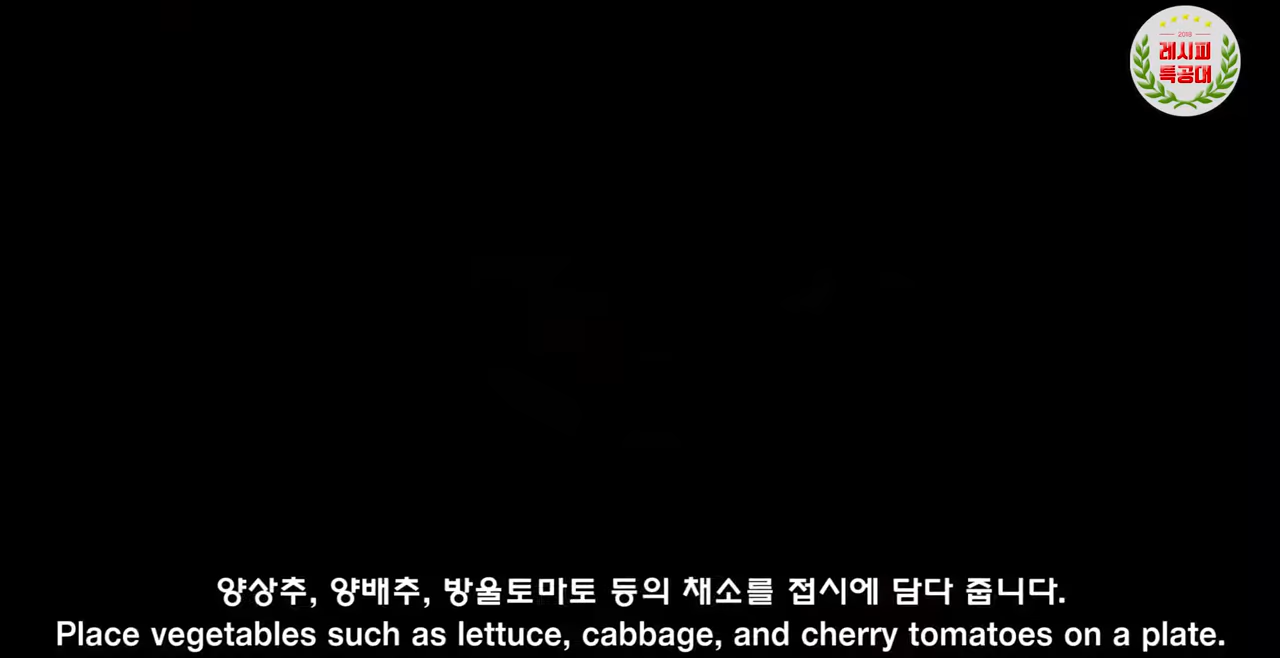 2018
레시피
특공대
양상추, 양배추, 방울토마토 등의 채소를 접시에 담다 줍니다.
Place vegetables such as lettuce, cabbage, and cherry tomatoes on a plate.